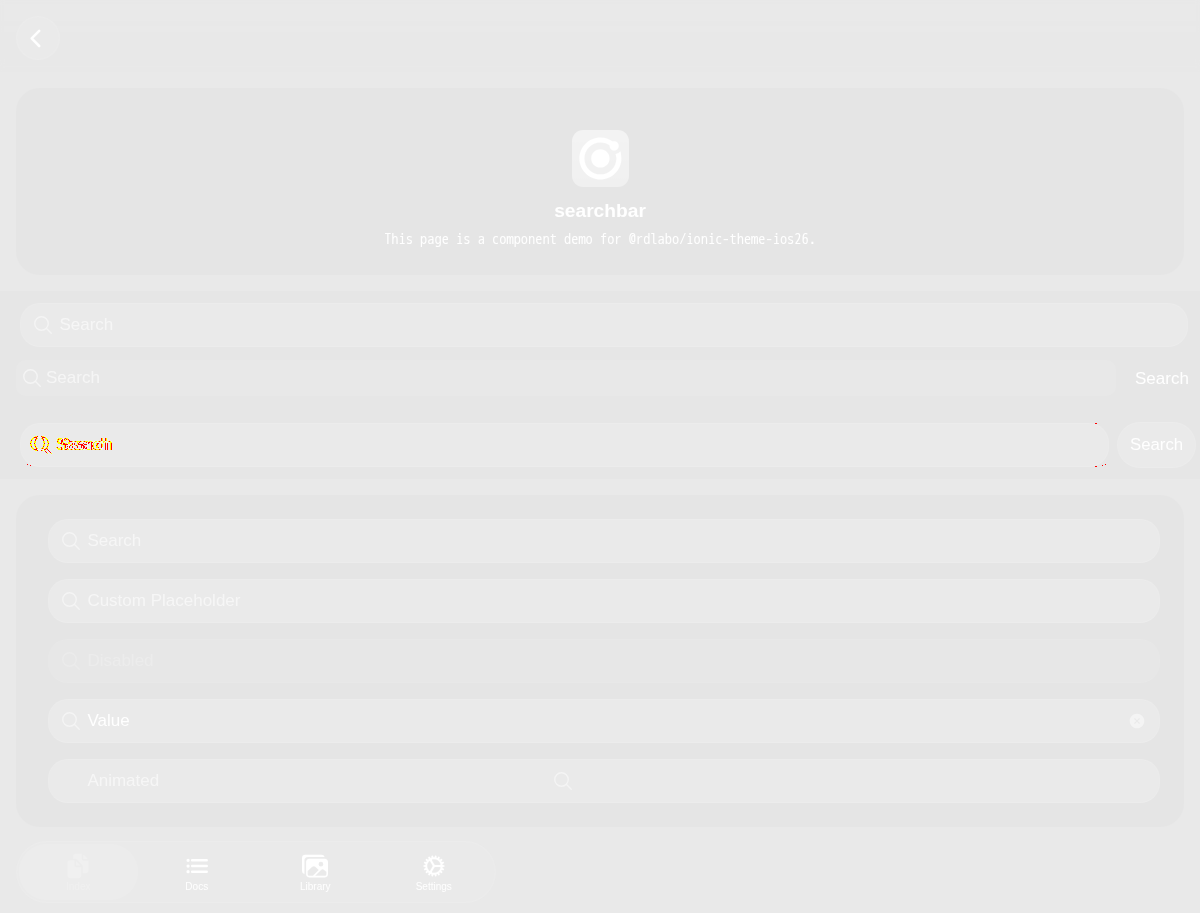 searchbar
This page is a component demo for @rdlabo/ionic-theme-ios26.
Search
Search Search
Search Search
Search
Custom Placeholder
Disabled
Value
Animated
Docs Library Settings